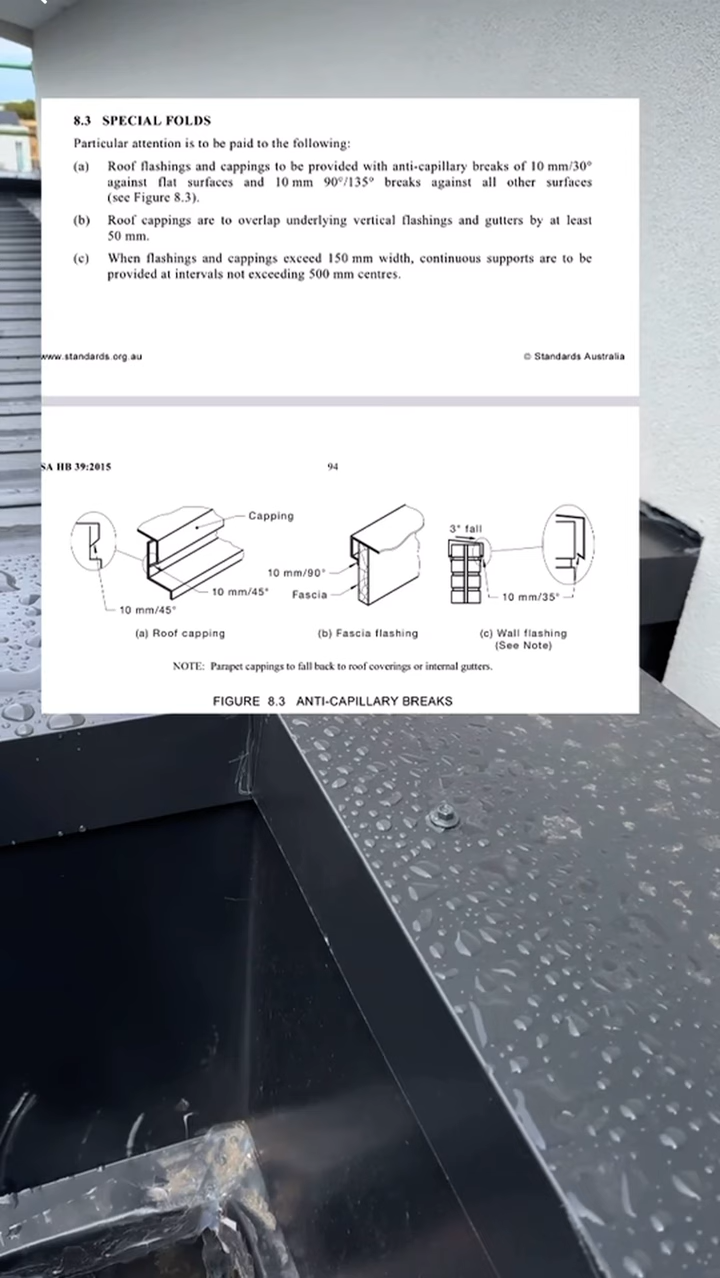 8.3 SPECIAL FOLDS
Particular attention is to be paid to the following:
(a) Roof flashings and cappings to be provided with anti-capillary breaks of 10 mm/30°
against flat surfaces and 10 mm 90°/135° breaks against all other surfaces
(see Figure 8.3).
(b) Roof cappings are to overlap underlying vertical flashings and gutters by at least
50 mm.
(c) When flashings and cappings exceed 150 mm width, continuous supports are to be
provided at intervals not exceeding 500 mm centres.
www.standards.org.au © Standards Australia
SA HB 39:2015 94
Capping
3° fall
10 mm/90°
10 mm/45° Fascia 10 mm/35°
10 mm/45°
(a) Roof capping (b) Fascia flashing (c) Wall flashing
(See Note)
NOTE: Parapet cappings to fall back to roof coverings or internal gutters.
FIGURE 8.3 ANTI-CAPILLARY BREAKS